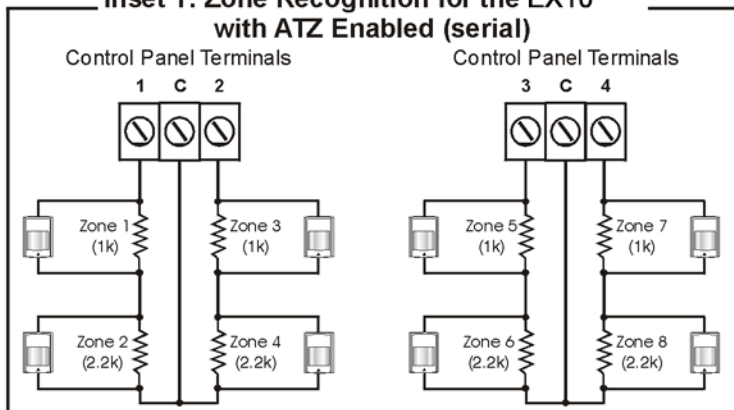 Inset 1: Zone Recognition for the EX10
with ATZ Enabled (serial)
Control Panel Terminals
1 C 2
Zone 1
(1k)
Zone 3
(1k)
Zone 2
(2.2k)
Zone 4
(2.2k)
Control Panel Terminals
3 C 4
Zone 5
(1k)
Zone 7
(1k)
Zone 6
(2.2k)
Zone 8
(2.2k)